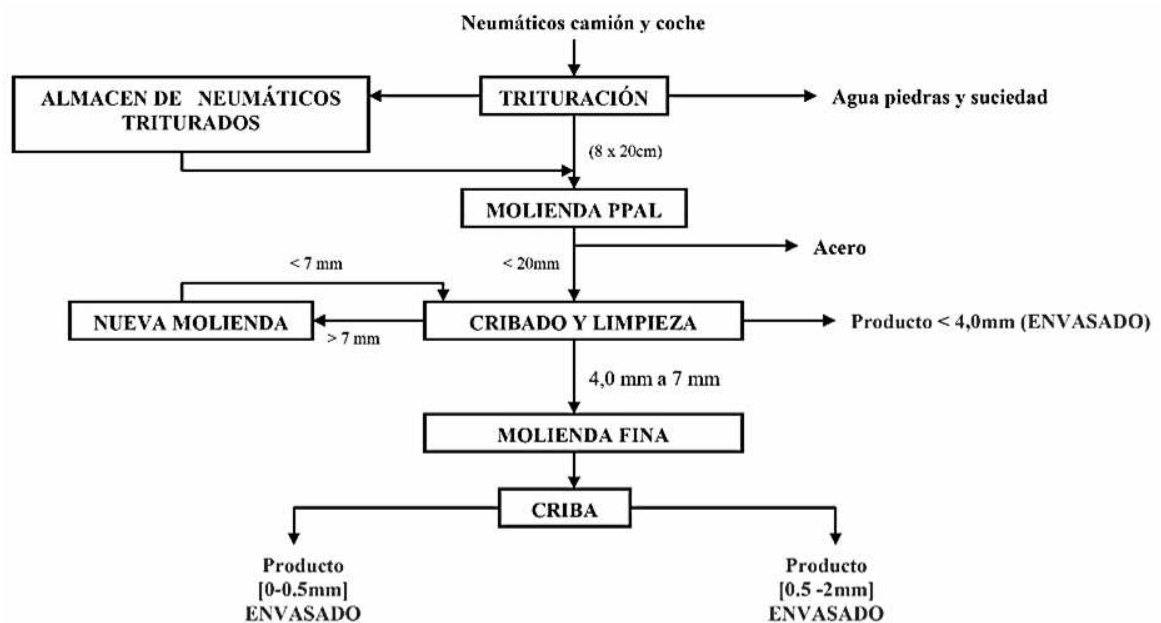 Neumáticos camión y coche
ALMACEN DE NEUMÁTICOS
TRITURADOS
TRITURACIÓN
Agua piedras y suciedad
(8 x 20cm)
MOLIENDA PPAL
Acero
< 7 mm
< 20mm
NUEVA MOLIENDA
> 7 mm
CRIBADO Y LIMPIEZA
Producto < 4,0mm (ENVASADO)
4,0 mm a 7 mm
MOLIENDA FINA
CRIBA
Producto
[0-0.5mm]
ENVASADO
Producto
[0.5 -2mm]
ENVASADO